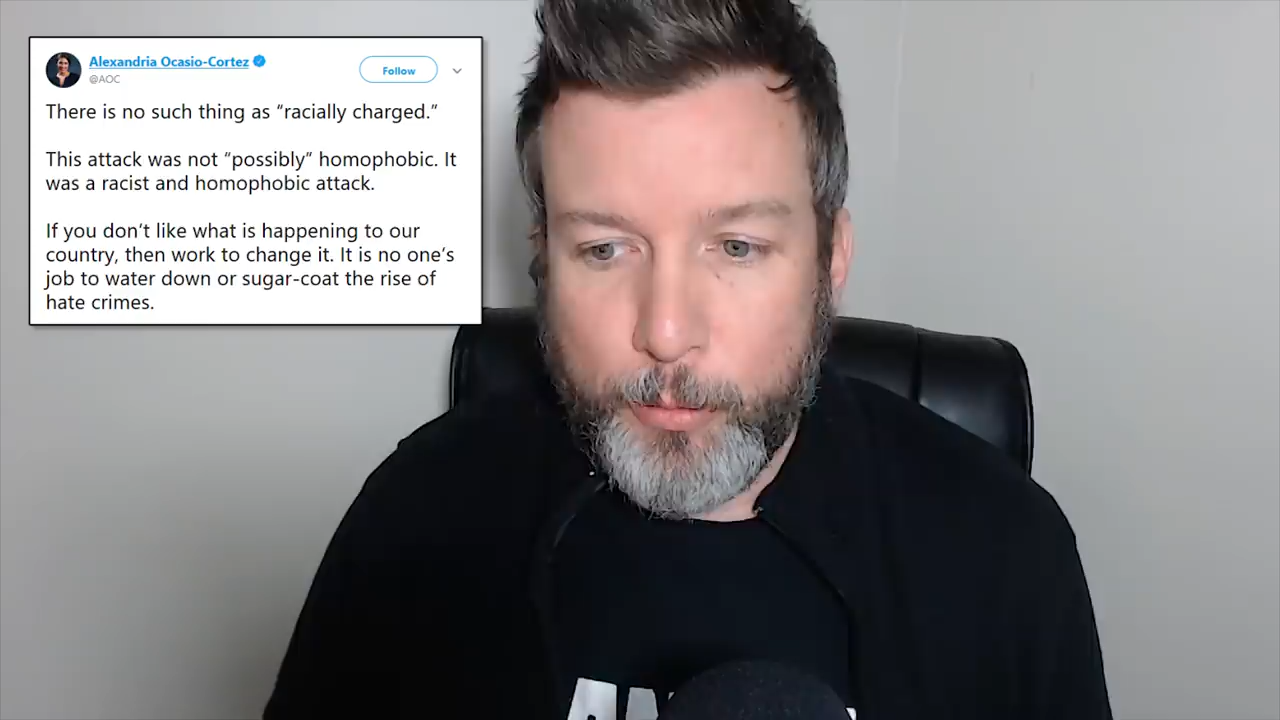 Alexandria Ocasio-Cortez
@AOC
Follow
There is no such thing as “racially charged.”
This attack was not “possibly” homophobic. It
was a racist and homophobic attack.
If you don’t like what is happening to our
country, then work to change it. It is no one’s
job to water down or sugar-coat the rise of
hate crimes.